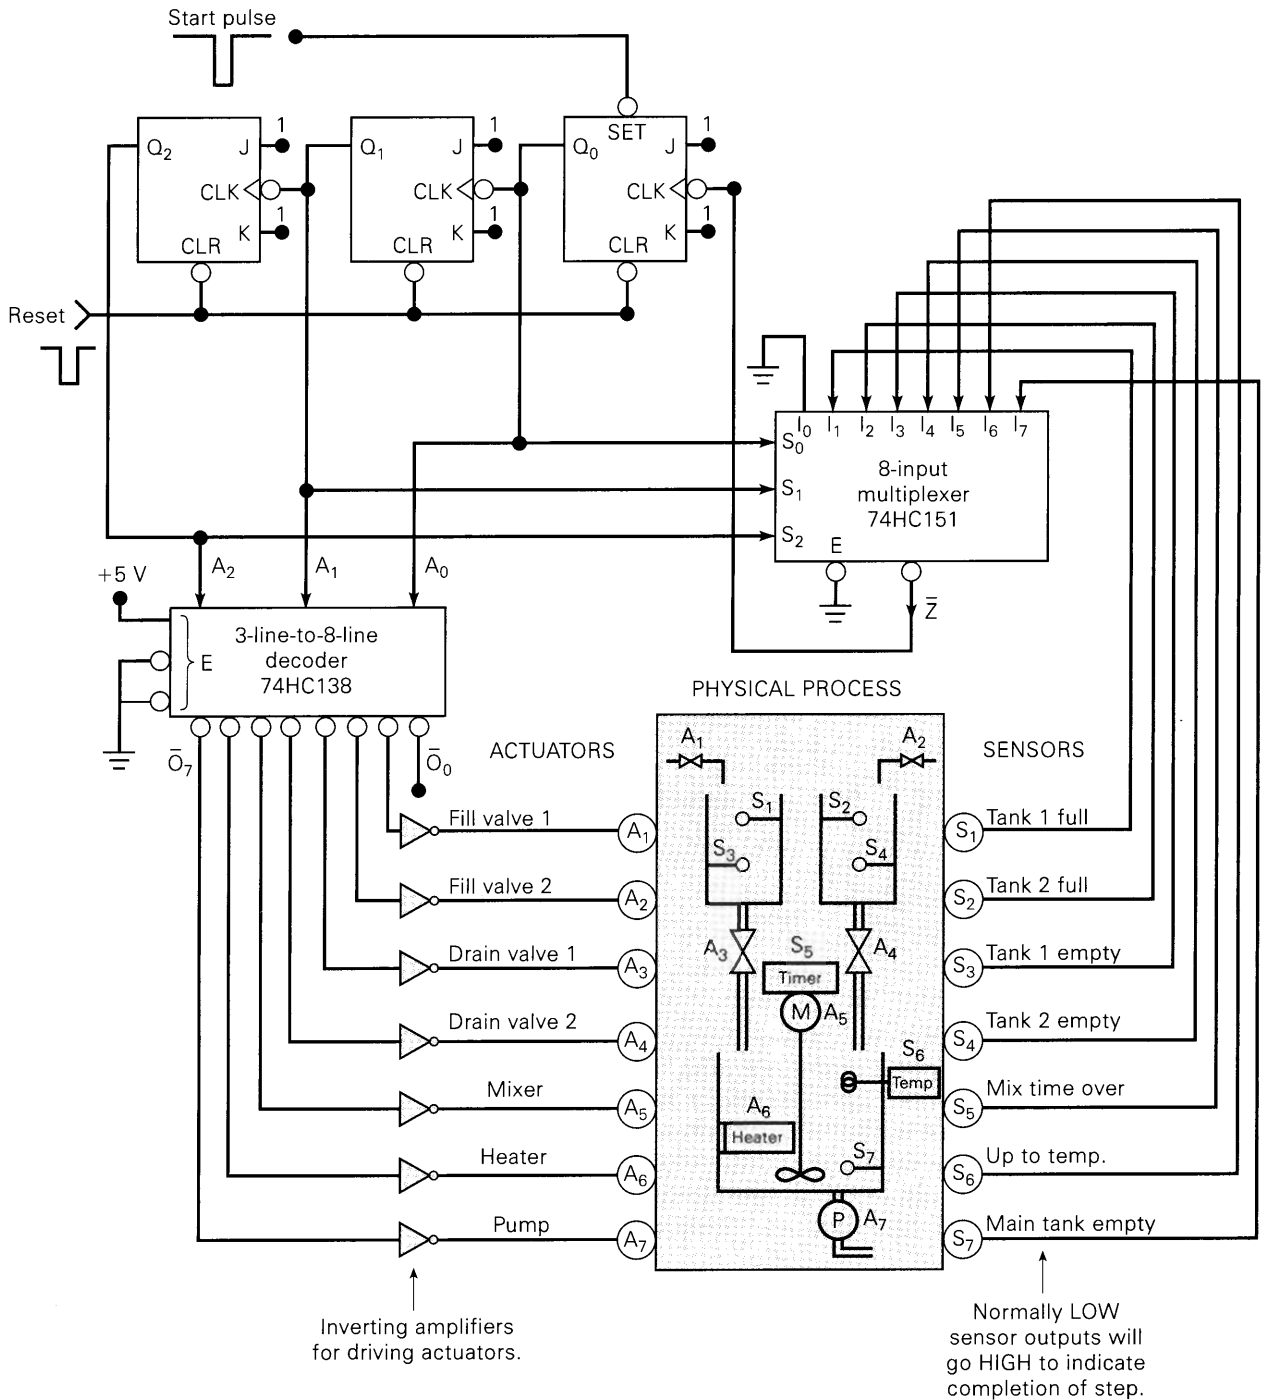 Start pulse
Q2 J 1
CLK
K 1
CLR
Q1 J 1
CLK
K 1
CLR
SET
Q0 J 1
CLK
K 1
CLR
Reset
I0 I1 I2 I3 I4 I5 I6 I7
S0
S1
S2
8-input
multiplexer
74HC151
E
Z̄
+5 V
A2 A1 A0
3-line-to-8-line
decoder
74HC138
E
Ō7 Ō0
PHYSICAL PROCESS
ACTUATORS
SENSORS
Fill valve 1 A1
Fill valve 2 A2
Drain valve 1 A3
Drain valve 2 A4
Mixer A5
Heater A6
Pump A7
A1 A2
S1 S2
S3 S4
A3 S5 A4
Timer
M A5
S6
Temp
A6
Heater
S7
P A7
S1 Tank 1 full
S2 Tank 2 full
S3 Tank 1 empty
S4 Tank 2 empty
S5 Mix time over
S6 Up to temp.
S7 Main tank empty
Inverting amplifiers
for driving actuators.
Normally LOW
sensor outputs will
go HIGH to indicate
completion of step.